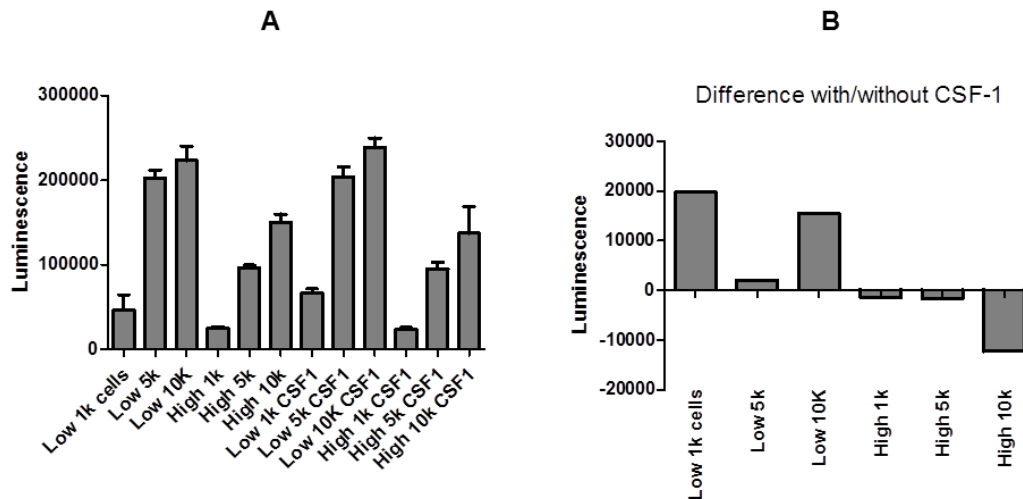 A
300000
200000
100000
0
Luminescence
Low 1k cells
Low 5k
Low 10K
High 1k
High 5k
High 10k
Low 1k CSF1
Low 5k CSF1
Low 10K CSF1
High 1k CSF1
High 5k CSF1
High 10k CSF1
B
Difference with/without CSF-1
30000
20000
10000
0
-10000
-20000
Luminescence
Low 1k cells
Low 5k
Low 10K
High 1k
High 5k
High 10k